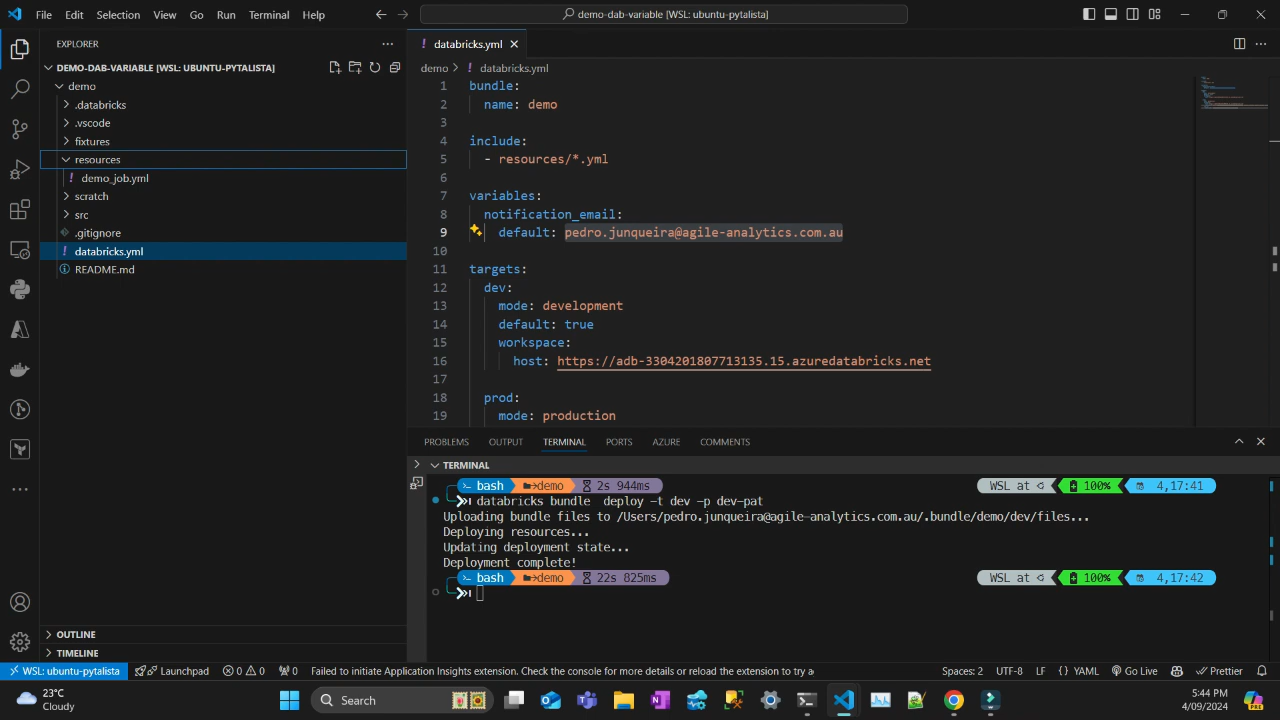 File Edit Selection View Go Run Terminal Help
demo-dab-variable [WSL: ubuntu-pytalista]
EXPLORER
DEMO-DAB-VARIABLE [WSL: UBUNTU-PYTALISTA]
demo
.databricks
.vscode
fixtures
resources
demo_job.yml
scratch
src
.gitignore
databricks.yml
README.md
OUTLINE
TIMELINE
databricks.yml
demo > databricks.yml
1 bundle:
2 name: demo
3
4 include:
5 - resources/*.yml
6
7 variables:
8 notification_email:
9 default: pedro.junqueira@agile-analytics.com.au
10
11 targets:
12 dev:
13 mode: development
14 default: true
15 workspace:
16 host: https://adb-3304201807713135.15.azuredatabricks.net
17
18 prod:
19 mode: production
PROBLEMS OUTPUT TERMINAL PORTS AZURE COMMENTS
TERMINAL
bash demo 2s 944ms WSL at 100% 4,17:41
databricks bundle  deploy -t dev -p dev-pat
Uploading bundle files to /Users/pedro.junqueira@agile-analytics.com.au/.bundle/demo/dev/files...
Deploying resources...
Updating deployment state...
Deployment complete!
bash demo 22s 825ms WSL at 100% 4,17:42
WSL: ubuntu-pytalista Launchpad 0 0 0 Failed to initiate Application Insights extension. Check the console for more details or reload the extension to try ac Spaces: 2 UTF-8 LF {} YAML Go Live Prettier
23°C
Cloudy
Search
5:44 PM
4/09/2024